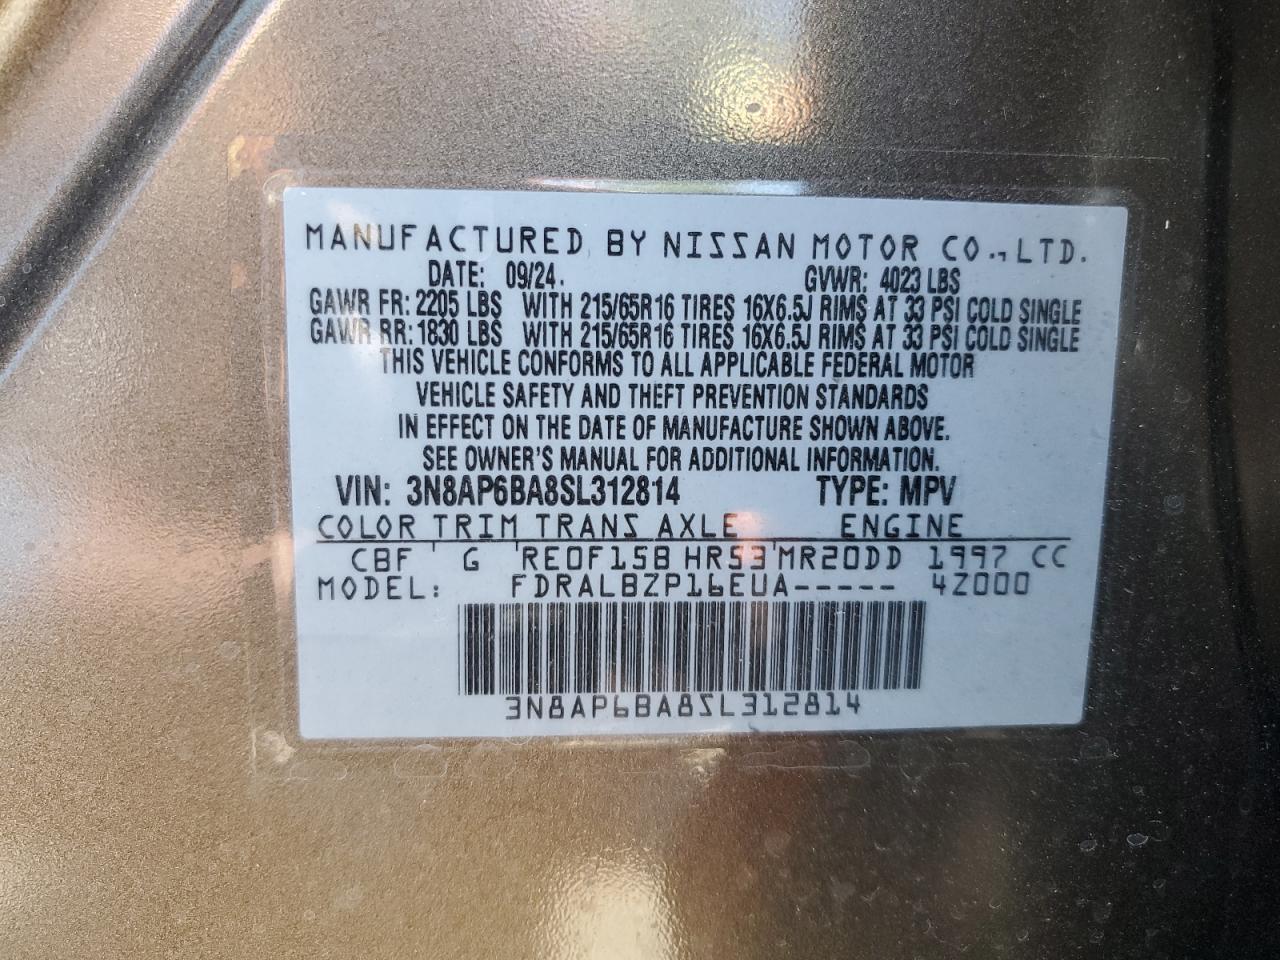 MANUFACTURED BY NISSAN MOTOR CO., LTD.
DATE: 09/24. GVWR: 4023 LBS
GAWR FR: 2205 LBS WITH 215/65R16 TIRES 16X6.5J RIMS AT 33 PSI COLD SINGLE
GAWR RR: 1830 LBS WITH 215/65R16 TIRES 16X6.5J RIMS AT 33 PSI COLD SINGLE
THIS VEHICLE CONFORMS TO ALL APPLICABLE FEDERAL MOTOR
VEHICLE SAFETY AND THEFT PREVENTION STANDARDS
IN EFFECT ON THE DATE OF MANUFACTURE SHOWN ABOVE.
SEE OWNER'S MANUAL FOR ADDITIONAL INFORMATION.
VIN: 3N8AP6BA8SL312814 TYPE: MPV
COLOR TRIM TRANS AXLE ENGINE
CBF G RE0F15B HR53 MR20DD 1997 CC
MODEL: FDRALBZP16EUA----- 4Z000
3N8AP6BA8SL312814